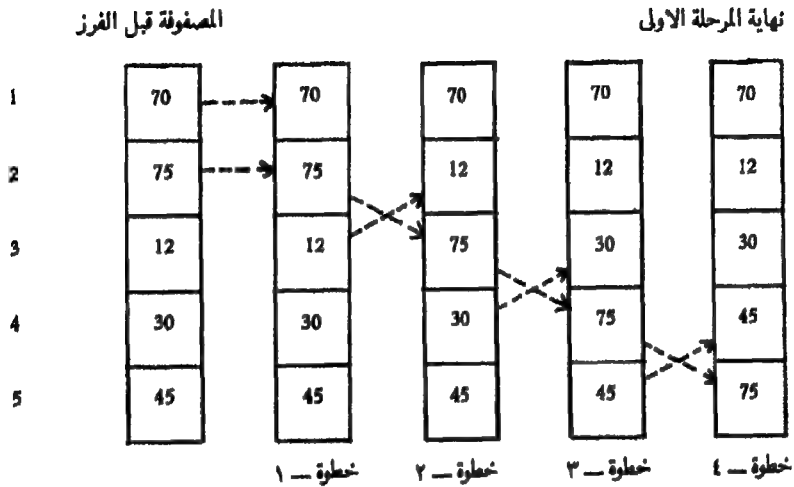 نهاية المرحلة الاولى المصفوفة قبل الفرز
1 70 70 70 70 70
2 75 75 12 12 12
3 12 12 75 30 30
4 30 30 30 75 45
5 45 45 45 45 75
خطوة — ١ خطوة — ٢ خطوة — ٣ خطوة — ٤